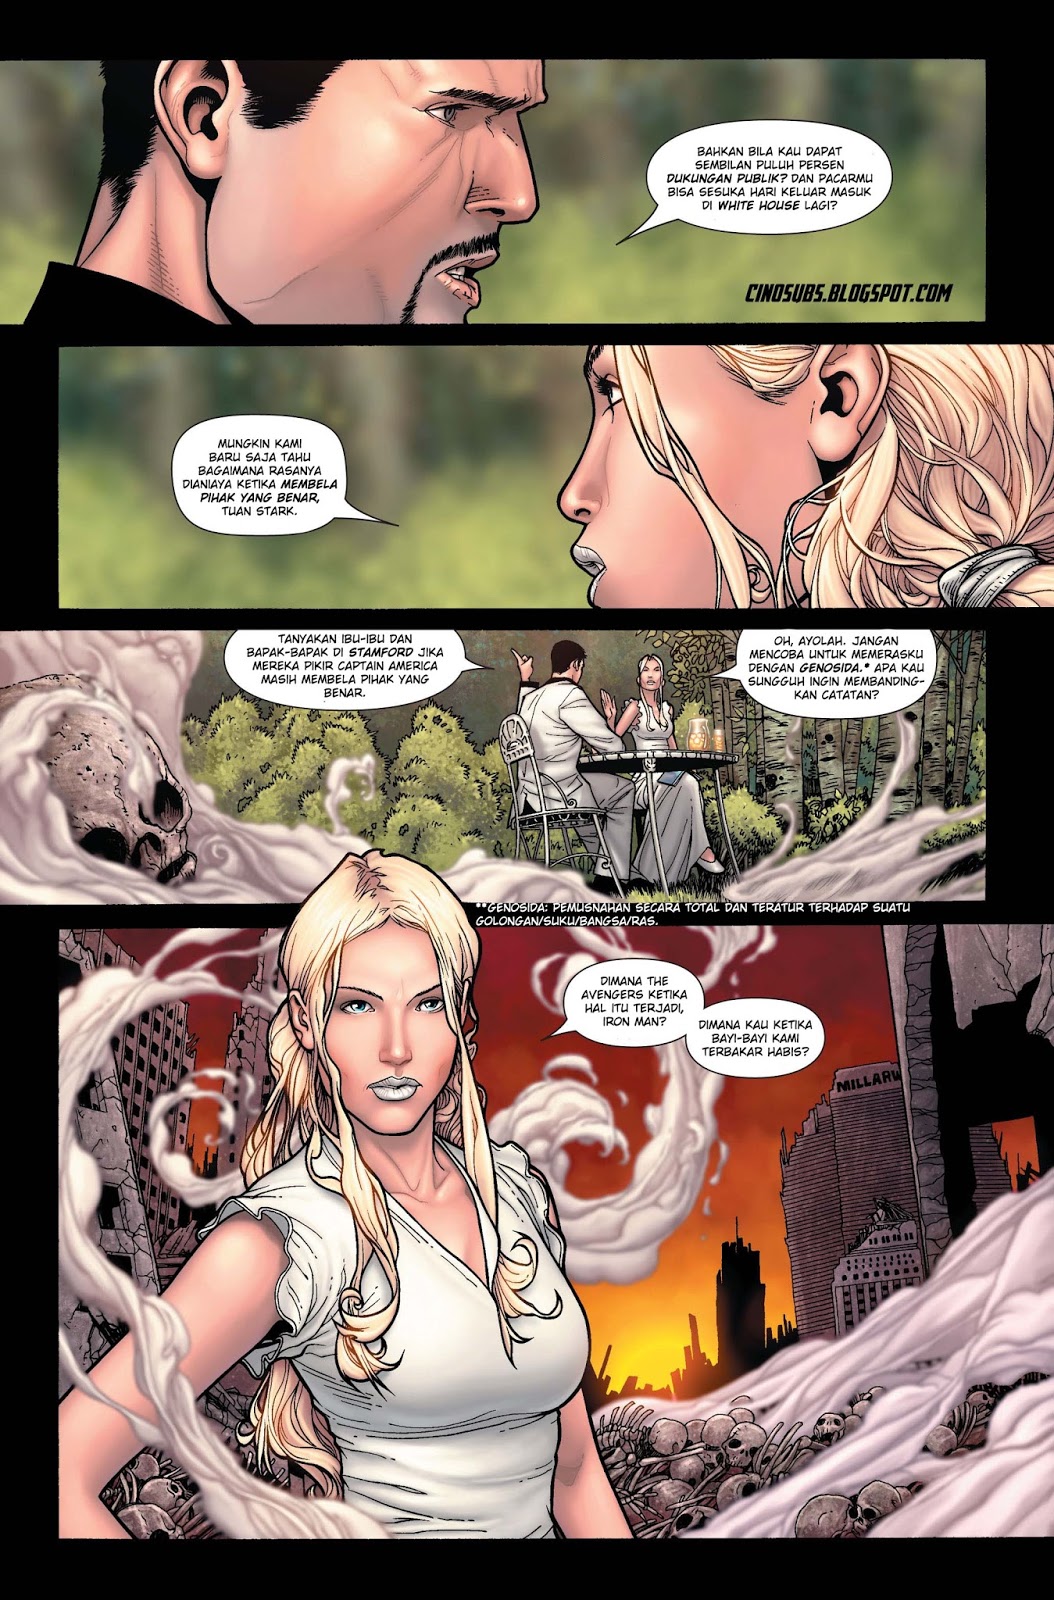 BAHKAN BILA KAU DAPAT
SEMBILAN PULUH PERSEN
DUKUNGAN PUBLIK? DAN PACARMU
BISA SESUKA HARI KELUAR MASUK
DI WHITE HOUSE LAGI?
CINOSUBS.BLOGSPOT.COM
MUNGKIN KAMI
BARU SAJA TAHU
BAGAIMANA RASANYA
DIANIAYA KETIKA MEMBELA
PIHAK YANG BENAR,
TUAN STARK.
TANYAKAN IBU-IBU DAN
BAPAK-BAPAK DI STAMFORD JIKA
MEREKA PIKIR CAPTAIN AMERICA
MASIH MEMBELA PIHAK YANG
BENAR.
OH, AYOLAH. JANGAN
MENCOBA UNTUK MEMERASKU
DENGAN GENOSIDA.* APA KAU
SUNGGUH INGIN MEMBANDING-
KAN CATATAN?
**GENOSIDA: PEMUSNAHAN SECARA TOTAL DAN TERATUR TERHADAP SUATU
GOLONGAN/SUKU/BANGSA/RAS.
DIMANA THE
AVENGERS KETIKA
HAL ITU TERJADI,
IRON MAN?
DIMANA KAU KETIKA
BAYI-BAYI KAMI
TERBAKAR HABIS?
MILLARW